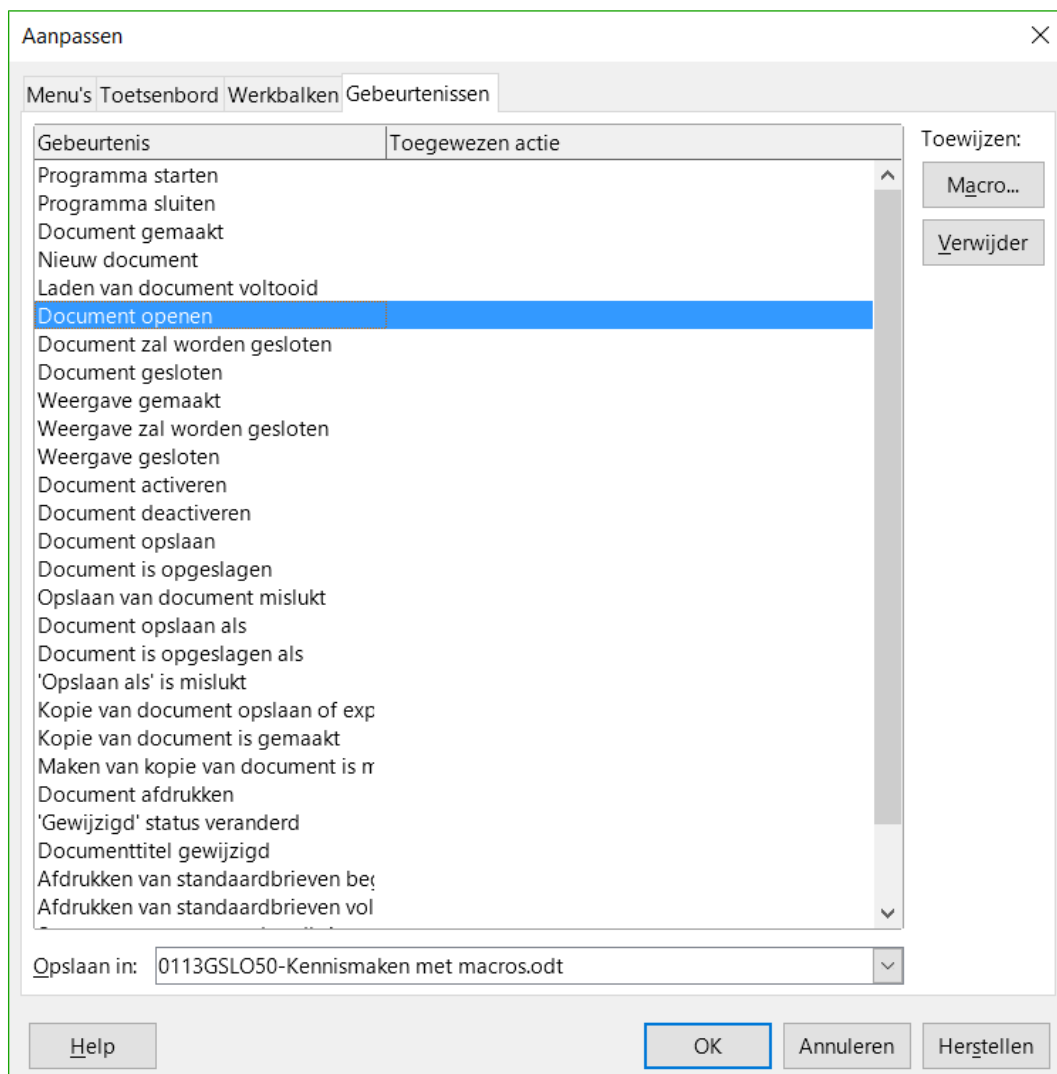 Aanpassen
Menu's Toetsenbord Werkbalken Gebeurtenissen
Gebeurtenis Toegewezen actie
Toewijzen:
Programma starten
Macro...
Programma sluiten
Document gemaakt
Verwijder
Nieuw document
Laden van document voltooid
Document openen
Document zal worden gesloten
Document gesloten
Weergave gemaakt
Weergave zal worden gesloten
Weergave gesloten
Document activeren
Document deactiveren
Document opslaan
Document is opgeslagen
Opslaan van document mislukt
Document opslaan als
Document is opgeslagen als
'Opslaan als' is mislukt
Kopie van document opslaan of exp
Kopie van document is gemaakt
Maken van kopie van document is m
Document afdrukken
'Gewijzigd' status veranderd
Documenttitel gewijzigd
Afdrukken van standaardbrieven beg
Afdrukken van standaardbrieven vol
Opslaan in: 0113GSLO50-Kennismaken met macros.odt
Help OK Annuleren Herstellen